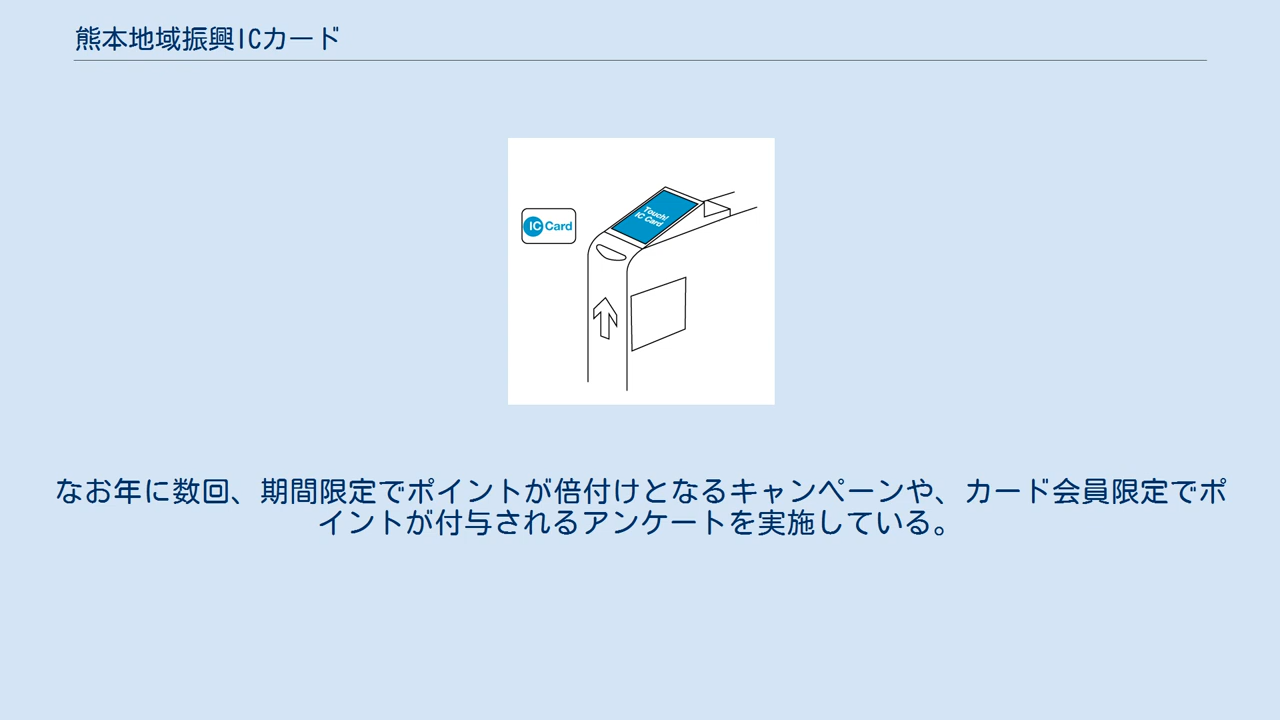 熊本地域振興ICカード
IC Card
Touch!
IC Card
なお年に数回、期間限定でポイントが倍付けとなるキャンペーンや、カード会員限定でポ
イントが付与されるアンケートを実施している。